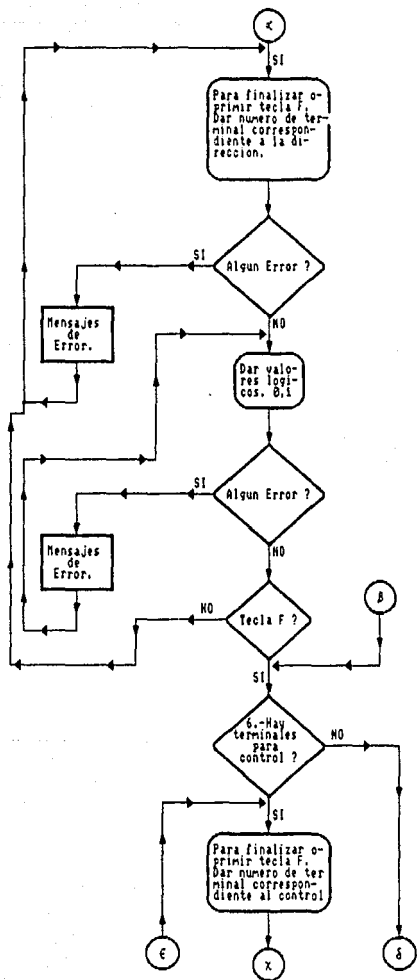 α
SI
Para finalizar o-
primir tecla F.
Dar numero de ter-
minal correspon-
diente a la di-
reccion.
SI
Algun Error ?
Mensajes
de
Error.
NO
Dar valo-
res logi-
cos. 0,1
SI
Algun Error ?
Mensajes
de
Error.
NO
NO
Tecla F ?
β
SI
6.-Hay
terminales
para
control ?
NO
SI
Para finalizar o-
primir tecla F.
Dar numero de ter
minal correspon-
diente al control
ϵ
χ
δ